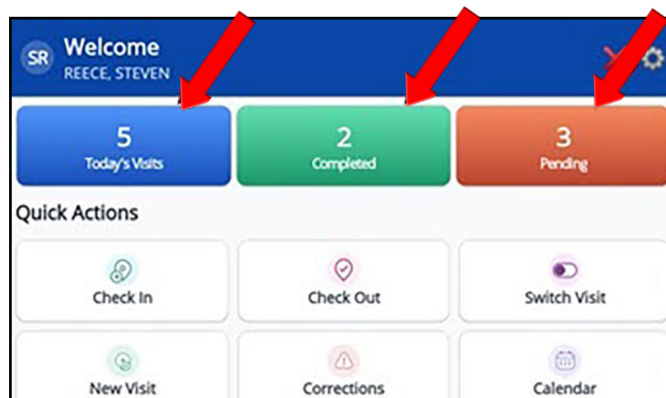 SR
Welcome
REECE, STEVEN
5
Today's Visits
2
Completed
3
Pending
Quick Actions
Check In
Check Out
Switch Visit
New Visit
Corrections
Calendar